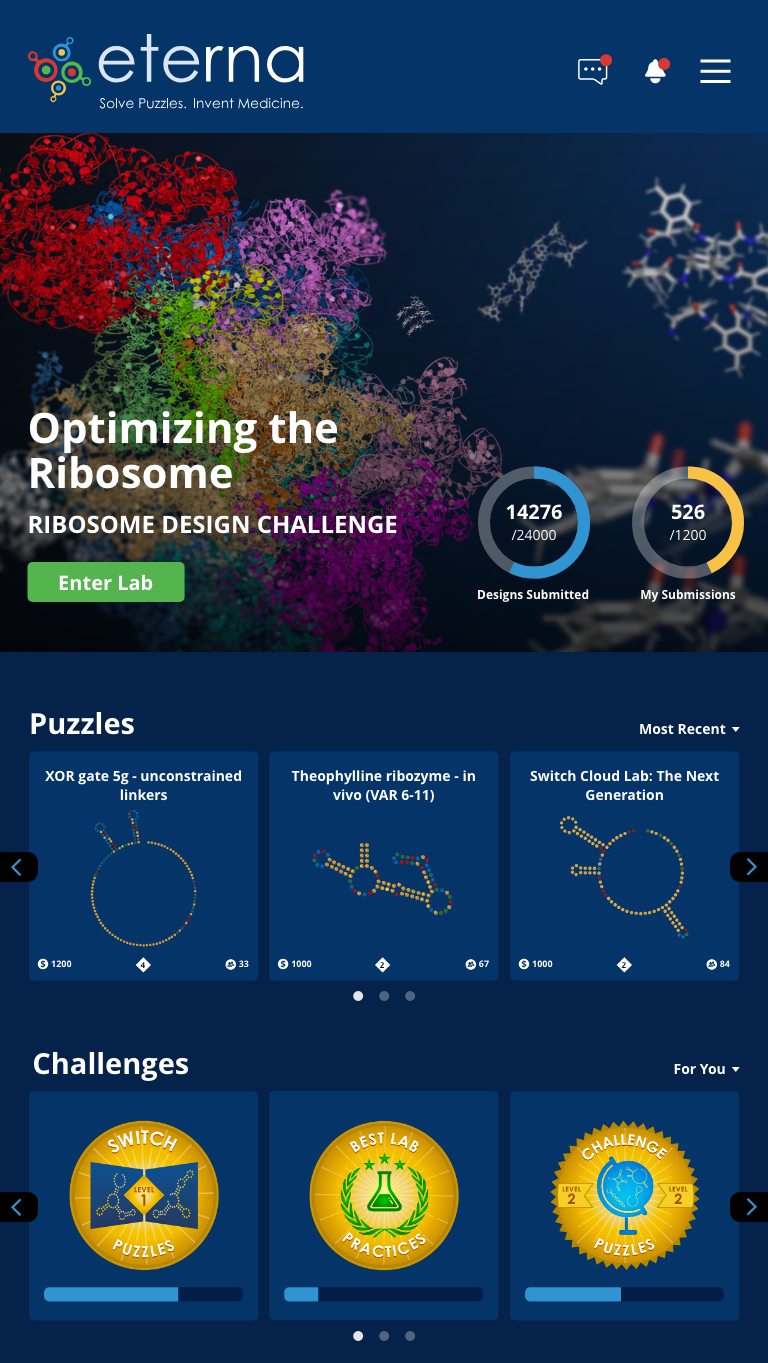 eterna
Solve Puzzles. Invent Medicine.
Optimizing the
Ribosome
RIBOSOME DESIGN CHALLENGE
Enter Lab
14276
/24000
Designs Submitted
526
/1200
My Submissions
Puzzles
Most Recent
XOR gate 5g - unconstrained
linkers
$ 1200
4
33
Theophylline ribozyme - in
vivo (VAR 6-11)
$ 1000
2
67
Switch Cloud Lab: The Next
Generation
$ 1000
2
84
Challenges
For You
SWITCH
LEVEL
1
PUZZLES
BEST LAB
PRACTICES
CHALLENGE
LEVEL
2
LEVEL
2
PUZZLES